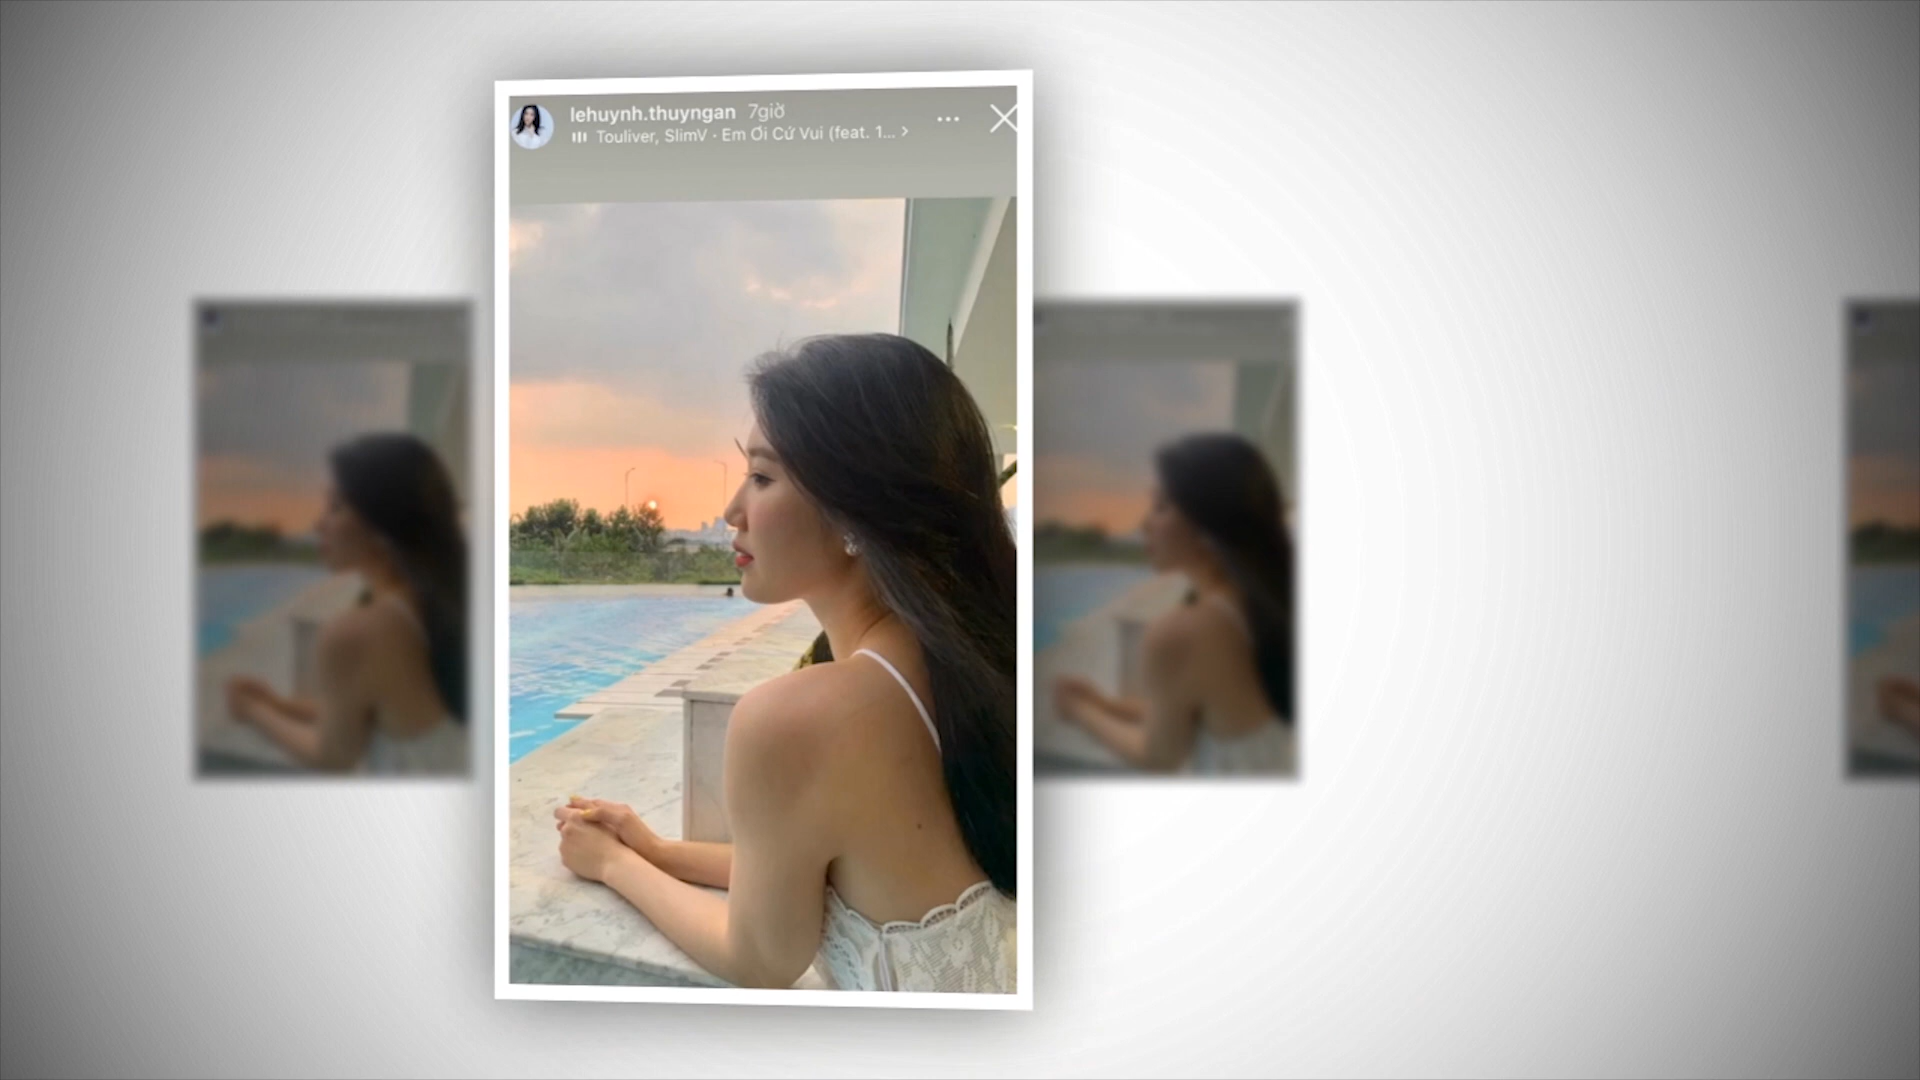 lehuynh.thuyngan 7giờ
Touliver, SlimV · Em Ơi Cứ Vui (feat. 1...